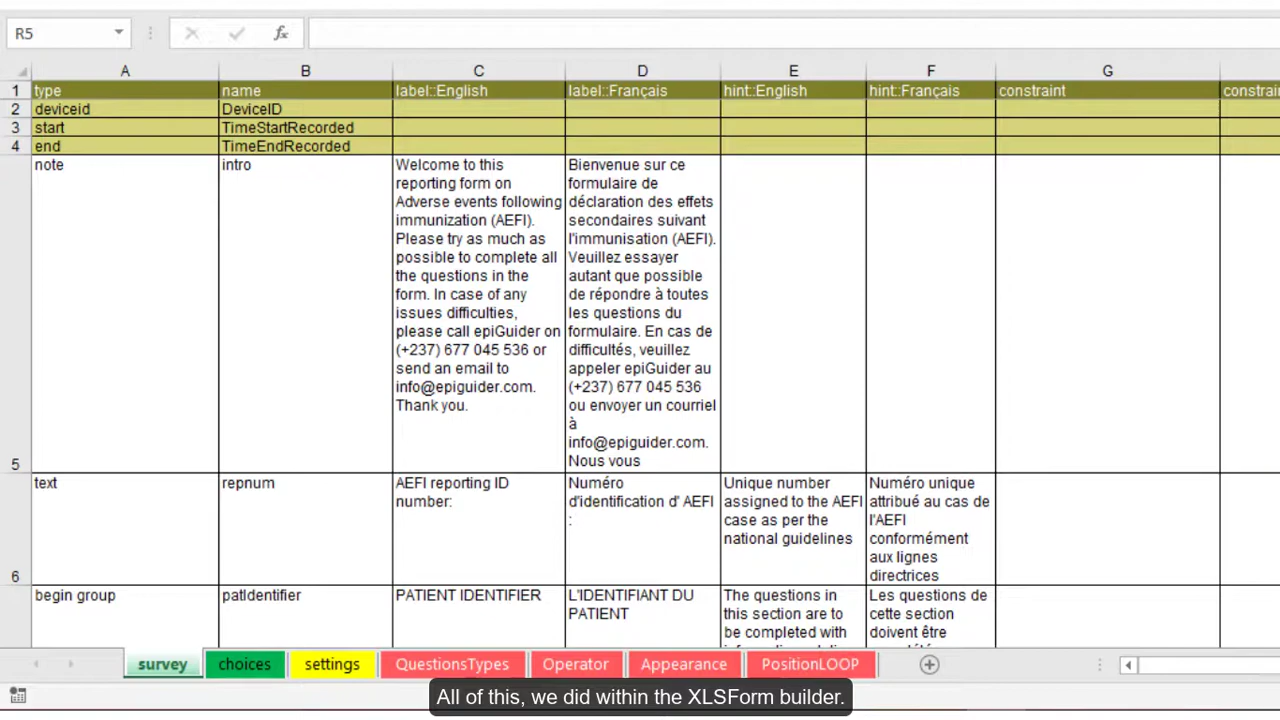 R5
fx
A B C D E F G
1 type name label::English label::Français hint::English hint::Français constraint
2 deviceid DeviceID
3 start TimeStartRecorded
4 end TimeEndRecorded
note
intro
Welcome to this
reporting form on
Adverse events following
immunization (AEFI).
Please try as much as
possible to complete all
the questions in the
form. In case of any
issues difficulties,
please call epiGuider on
(+237) 677 045 536 or
send an email to
info@epiguider.com.
Thank you.
Bienvenue sur ce
formulaire de
déclaration des effets
secondaires suivant
l'immunisation (AEFI).
Veuillez essayer
autant que possible
de répondre à toutes
les questions du
formulaire. En cas de
difficultés, veuillez
appeler epiGuider au
(+237) 677 045 536
ou envoyer un courriel
à
info@epiguider.com.
Nous vous
5
text
repnum
AEFI reporting ID
number:
Numéro
d'identification d' AEFI
:
Unique number
assigned to the AEFI
case as per the
national guidelines
Numéro unique
attribué au cas de
l'AEFI
conformément
aux lignes
directrices
6
begin group
patIdentifier
PATIENT IDENTIFIER
L'IDENTIFIANT DU
PATIENT
The questions in
this section are to
be completed with
Les questions de
cette section
doivent être
survey choices settings QuestionsTypes Operator Appearance PositionLOOP
All of this, we did within the XLSForm builder.